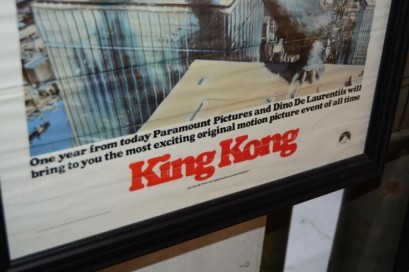 One year from today Paramount Pictures and Dino De Laurentiis will
bring to you the most exciting original motion picture event of all time
King Kong